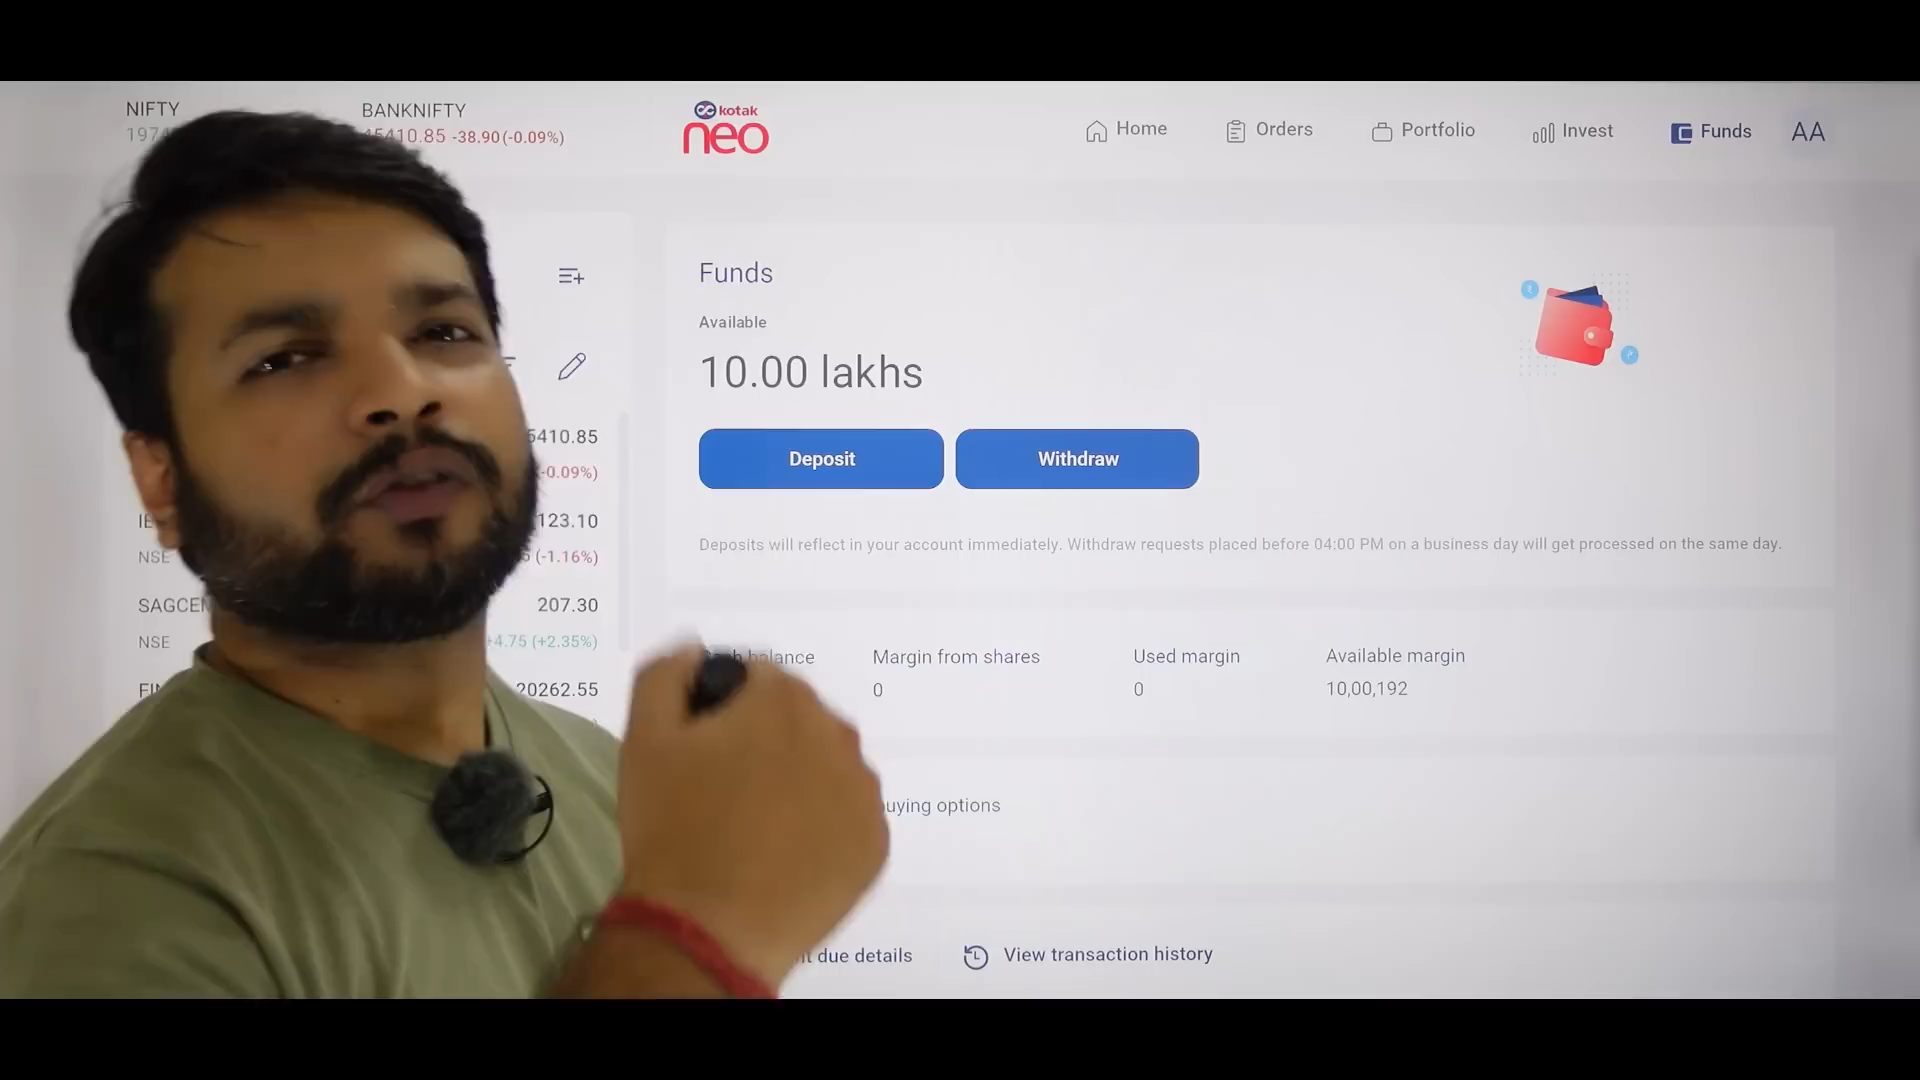 NIFTY
BANKNIFTY
45410.85 -38.90 (-0.09%)
kotak
neo
Home
Orders
Portfolio
Invest
Funds
AA
5410.85
-0.09%)
123.10
NSE
(-1.16%)
207.30
NSE
+4.75 (+2.35%)
20262.55
Funds
Available
10.00 lakhs
Deposit
Withdraw
Deposits will reflect in your account immediately. Withdraw requests placed before 04:00 PM on a business day will get processed on the same day.
balance
Margin from shares
Used margin
Available margin
0
0
10,00,192
options
due details
View transaction history